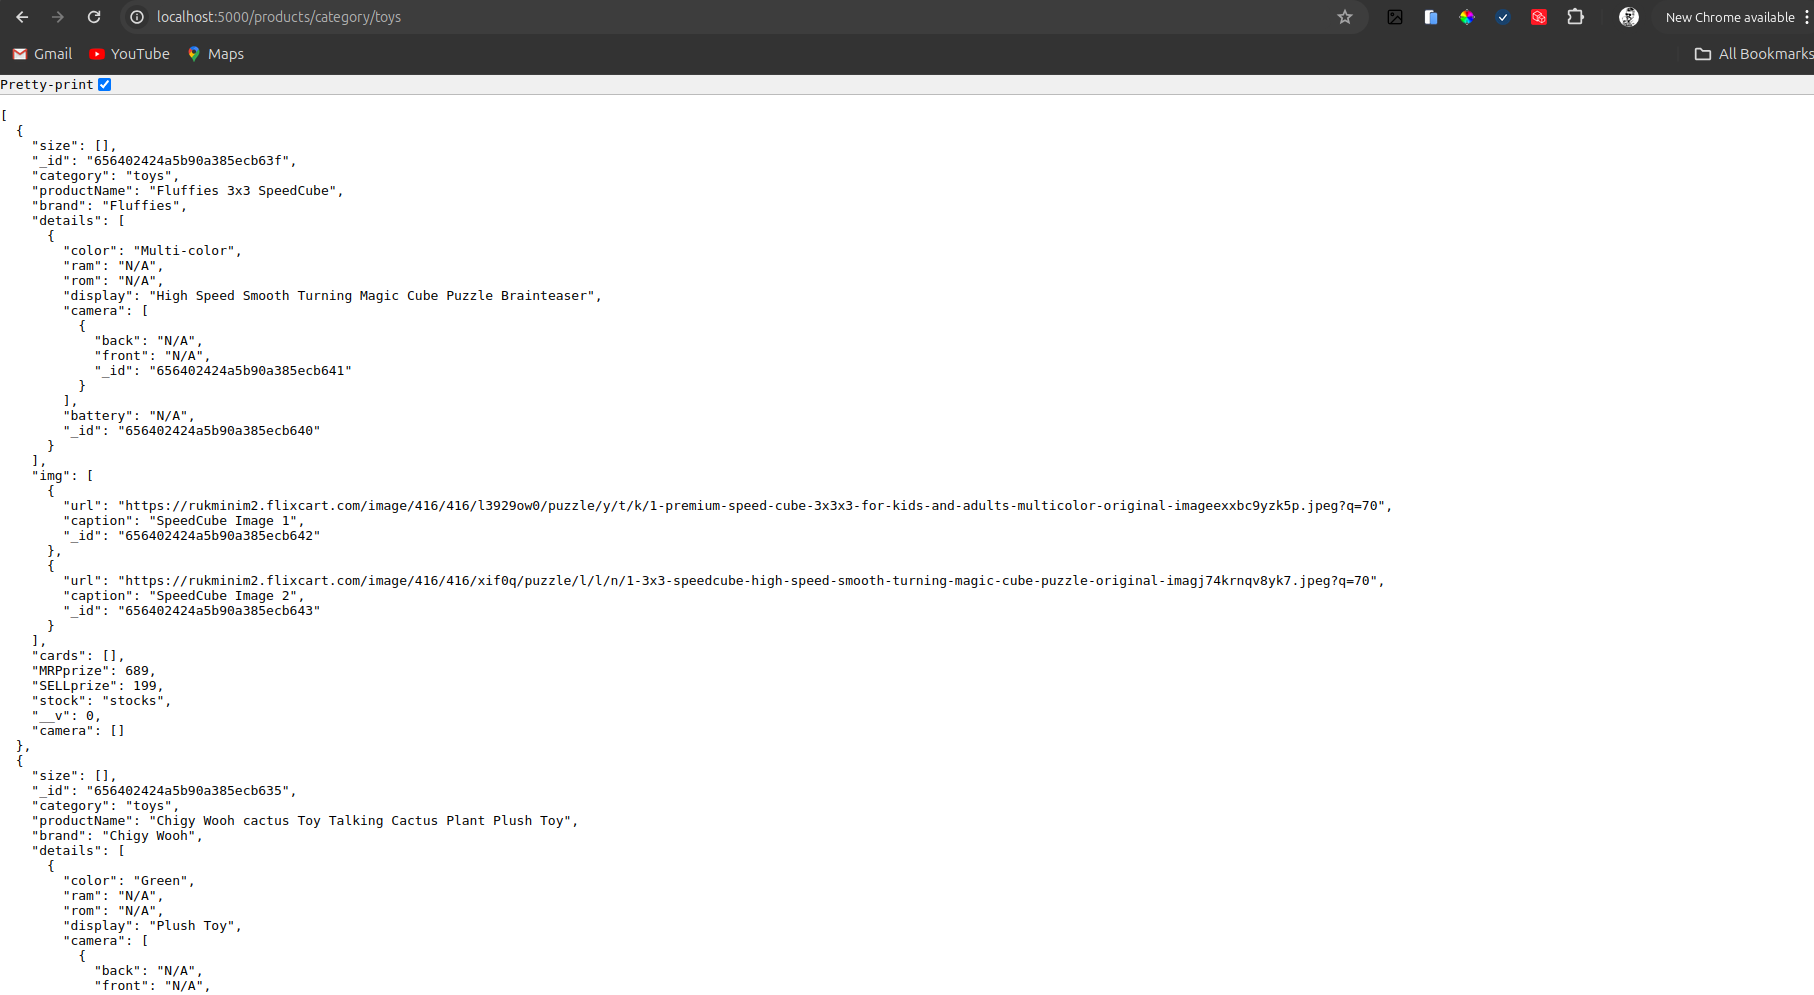 localhost:5000/products/category/toys
New Chrome available
Gmail
YouTube
Maps
All Bookmarks
Pretty-print
[
  {
    "size": [],
    "_id": "656402424a5b90a385ecb63f",
    "category": "toys",
    "productName": "Fluffies 3x3 SpeedCube",
    "brand": "Fluffies",
    "details": [
      {
        "color": "Multi-color",
        "ram": "N/A",
        "rom": "N/A",
        "display": "High Speed Smooth Turning Magic Cube Puzzle Brainteaser",
        "camera": [
          {
            "back": "N/A",
            "front": "N/A",
            "_id": "656402424a5b90a385ecb641"
          }
        ],
        "battery": "N/A",
        "_id": "656402424a5b90a385ecb640"
      }
    ],
    "img": [
      {
        "url": "https://rukminim2.flixcart.com/image/416/416/l3929ow0/puzzle/y/t/k/1-premium-speed-cube-3x3x3-for-kids-and-adults-multicolor-original-imageexxbc9yzk5p.jpeg?q=70",
        "caption": "SpeedCube Image 1",
        "_id": "656402424a5b90a385ecb642"
      },
      {
        "url": "https://rukminim2.flixcart.com/image/416/416/xif0q/puzzle/l/l/n/1-3x3-speedcube-high-speed-smooth-turning-magic-cube-puzzle-original-imagj74krnqv8yk7.jpeg?q=70",
        "caption": "SpeedCube Image 2",
        "_id": "656402424a5b90a385ecb643"
      }
    ],
    "cards": [],
    "MRPprize": 689,
    "SELLprize": 199,
    "stock": "stocks",
    "__v": 0,
    "camera": []
  },
  {
    "size": [],
    "_id": "656402424a5b90a385ecb635",
    "category": "toys",
    "productName": "Chigy Wooh cactus Toy Talking Cactus Plant Plush Toy",
    "brand": "Chigy Wooh",
    "details": [
      {
        "color": "Green",
        "ram": "N/A",
        "rom": "N/A",
        "display": "Plush Toy",
        "camera": [
          {
            "back": "N/A",
            "front": "N/A",